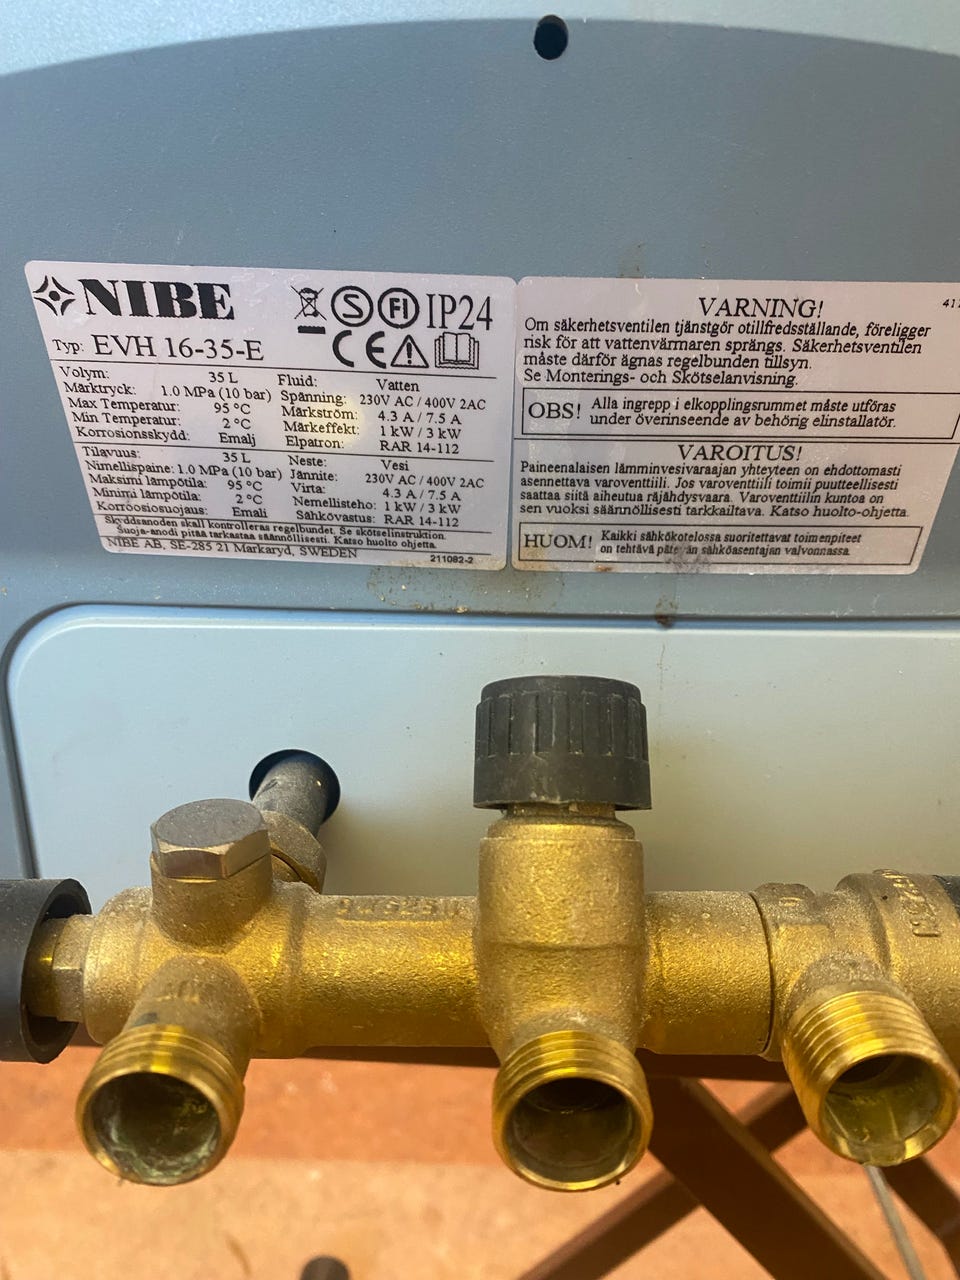 NIBE
S FI IP24
CE
Typ: EVH 16-35-E
Volym: 35 L Fluid: Vatten
Märktryck: 1.0 MPa (10 bar) Spänning: 230V AC / 400V 2AC
Max Temperatur: 95 °C Märkström: 4.3 A / 7.5 A
Min Temperatur: 2 °C Märkeffekt: 1 kW / 3 kW
Korrosionsskydd: Emalj Elpatron: RAR 14-112
Tilavuus: 35 L Neste: Vesi
Nimellispaine: 1.0 MPa (10 bar) Jännite: 230V AC / 400V 2AC
Maksimi lämpötila: 95 °C Virta: 4.3 A / 7.5 A
Minimi lämpötila: 2 °C Nemellisteho: 1 kW / 3 kW
Korroosiosuojaus: Emali Sähkövastus: RAR 14-112
Skyddsanoden skall kontrolleras regelbundet. Se skötselinstruktion.
Suoja-anodi pitää tarkastaa säännöllisesti. Katso huolto ohjetta.
NIBE AB, SE-285 21 Markaryd, SWEDEN 211082-2
VARNING!
Om säkerhetsventilen tjänstgör otillfredsställande, föreligger
risk för att vattenvärmaren sprängs. Säkerhetsventilen
måste därför ägnas regelbunden tillsyn.
Se Monterings- och Skötselanvisning.
OBS! Alla ingrepp i elkopplingsrummet måste utföras
under överinseende av behörig elinstallatör.
VAROITUS!
Paineenalaisen lämminvesivaraajan yhteyteen on ehdottomasti
asennettava varoventtiili. Jos varoventtiili toimii puutteellisesti
saattaa siitä aiheutua räjähdysvaara. Varoventtiilin kuntoa on
sen vuoksi säännöllisesti tarkkailtava. Katso huolto-ohjetta.
HUOM! Kaikki sähkökotelossa suoritettavat toimenpiteet
on tehtävä pätevän sähköasentajan valvonnassa.